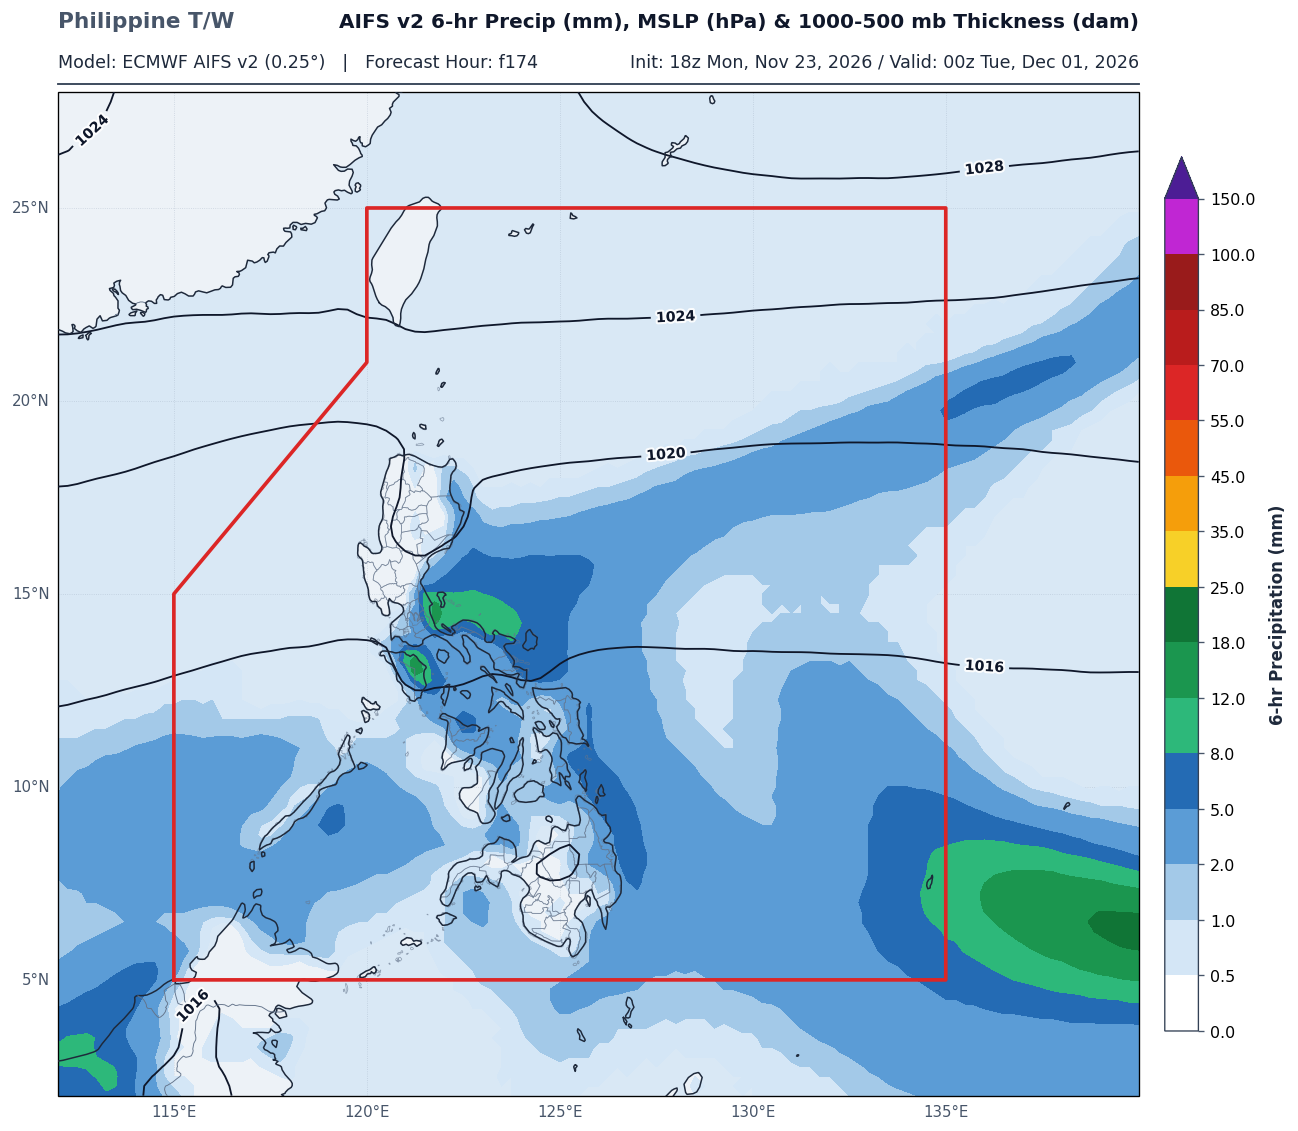 Philippine T/W
AIFS v2 6-hr Precip (mm), MSLP (hPa) & 1000-500 mb Thickness (dam)
Model: ECMWF AIFS v2 (0.25°) | Forecast Hour: f174
Init: 18z Mon, Nov 23, 2026 / Valid: 00z Tue, Dec 01, 2026
1024
1028
1024
1020
1016
1016
25°N
20°N
15°N
10°N
5°N
115°E
120°E
125°E
130°E
135°E
150.0
100.0
85.0
70.0
55.0
45.0
35.0
25.0
18.0
12.0
8.0
5.0
2.0
1.0
0.5
0.0
6-hr Precipitation (mm)